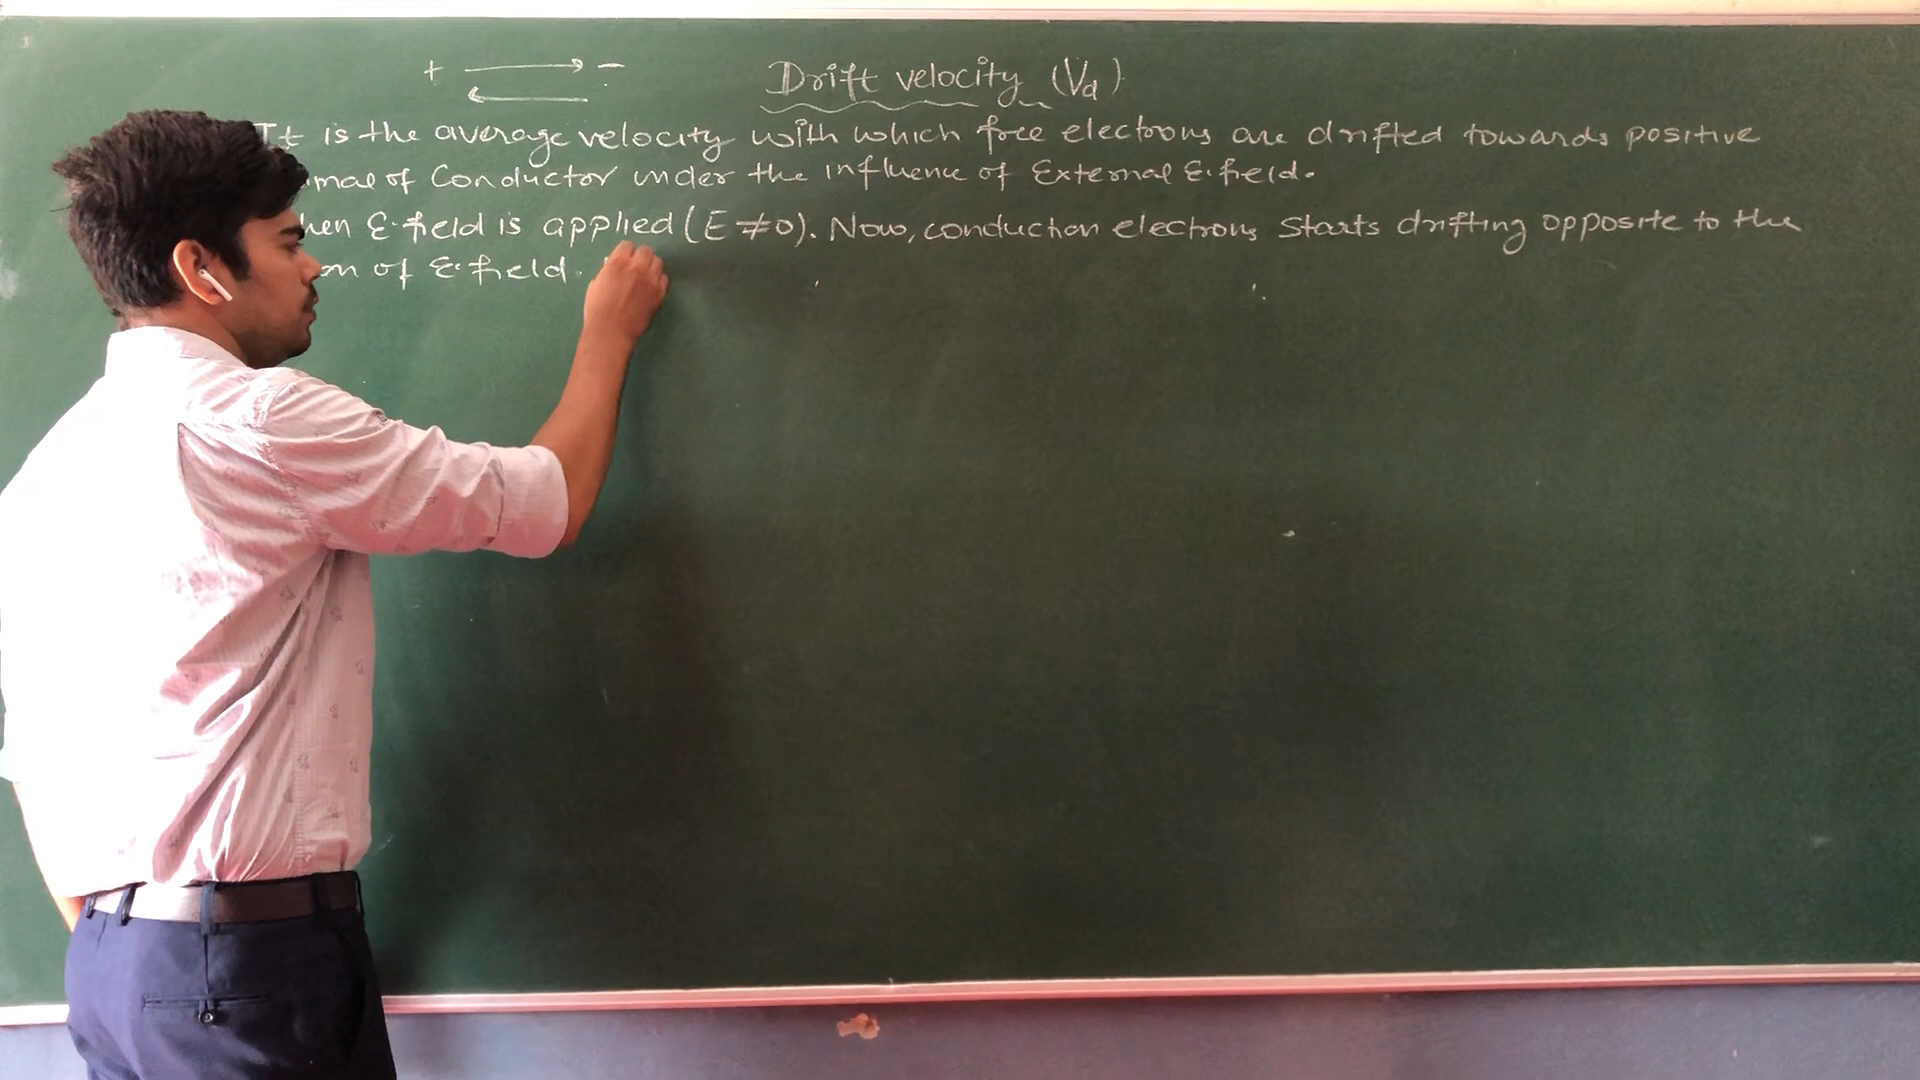 + → −
←
Drift velocity (Vd)
It is the average velocity with which free electrons are drifted towards positive
of Conductor under the influence of External E.field.
E.field is applied (E ≠ 0). Now, conduction electrons starts drifting opposite to the
of E.field.